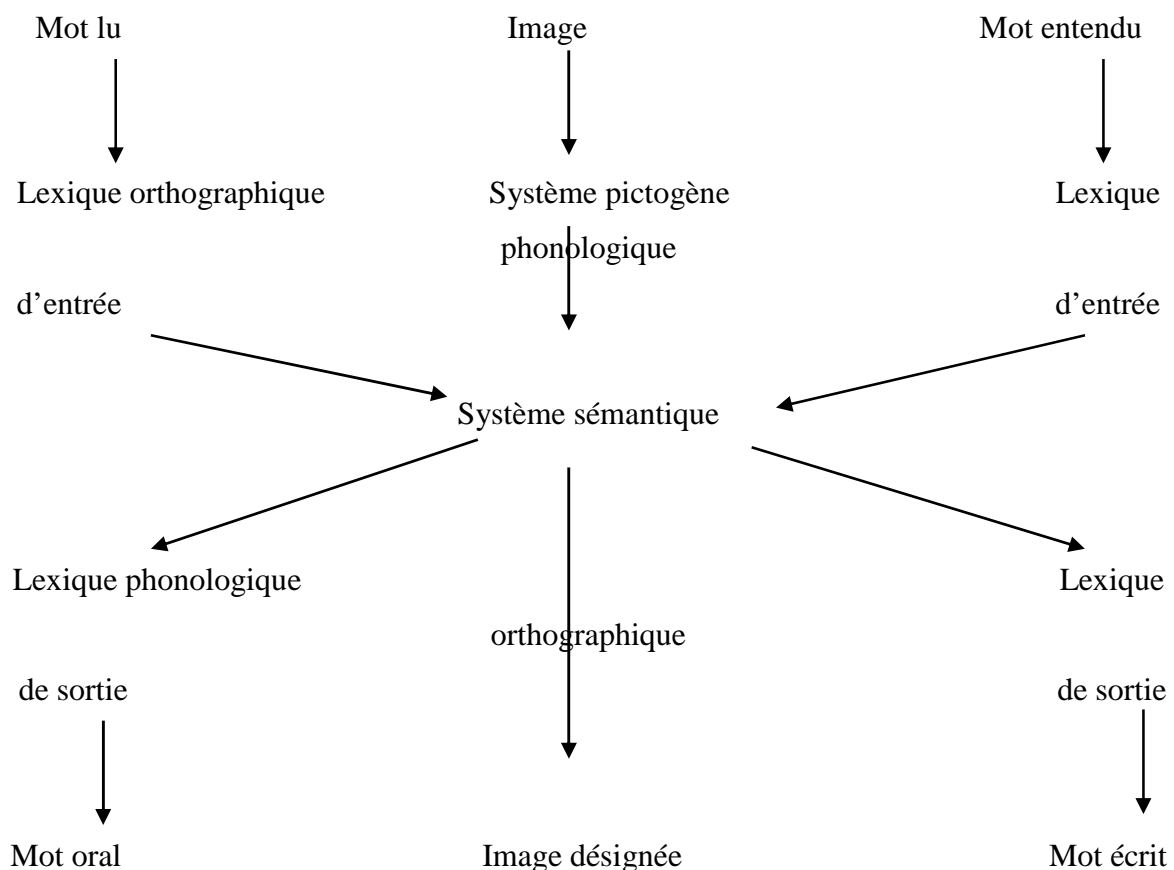 Mot lu Image Mot entendu
Lexique orthographique Système pictogène Lexique
phonologique
d’entrée d’entrée
Système sémantique
Lexique phonologique Lexique
orthographique
de sortie de sortie
Mot oral Image désignée Mot écrit